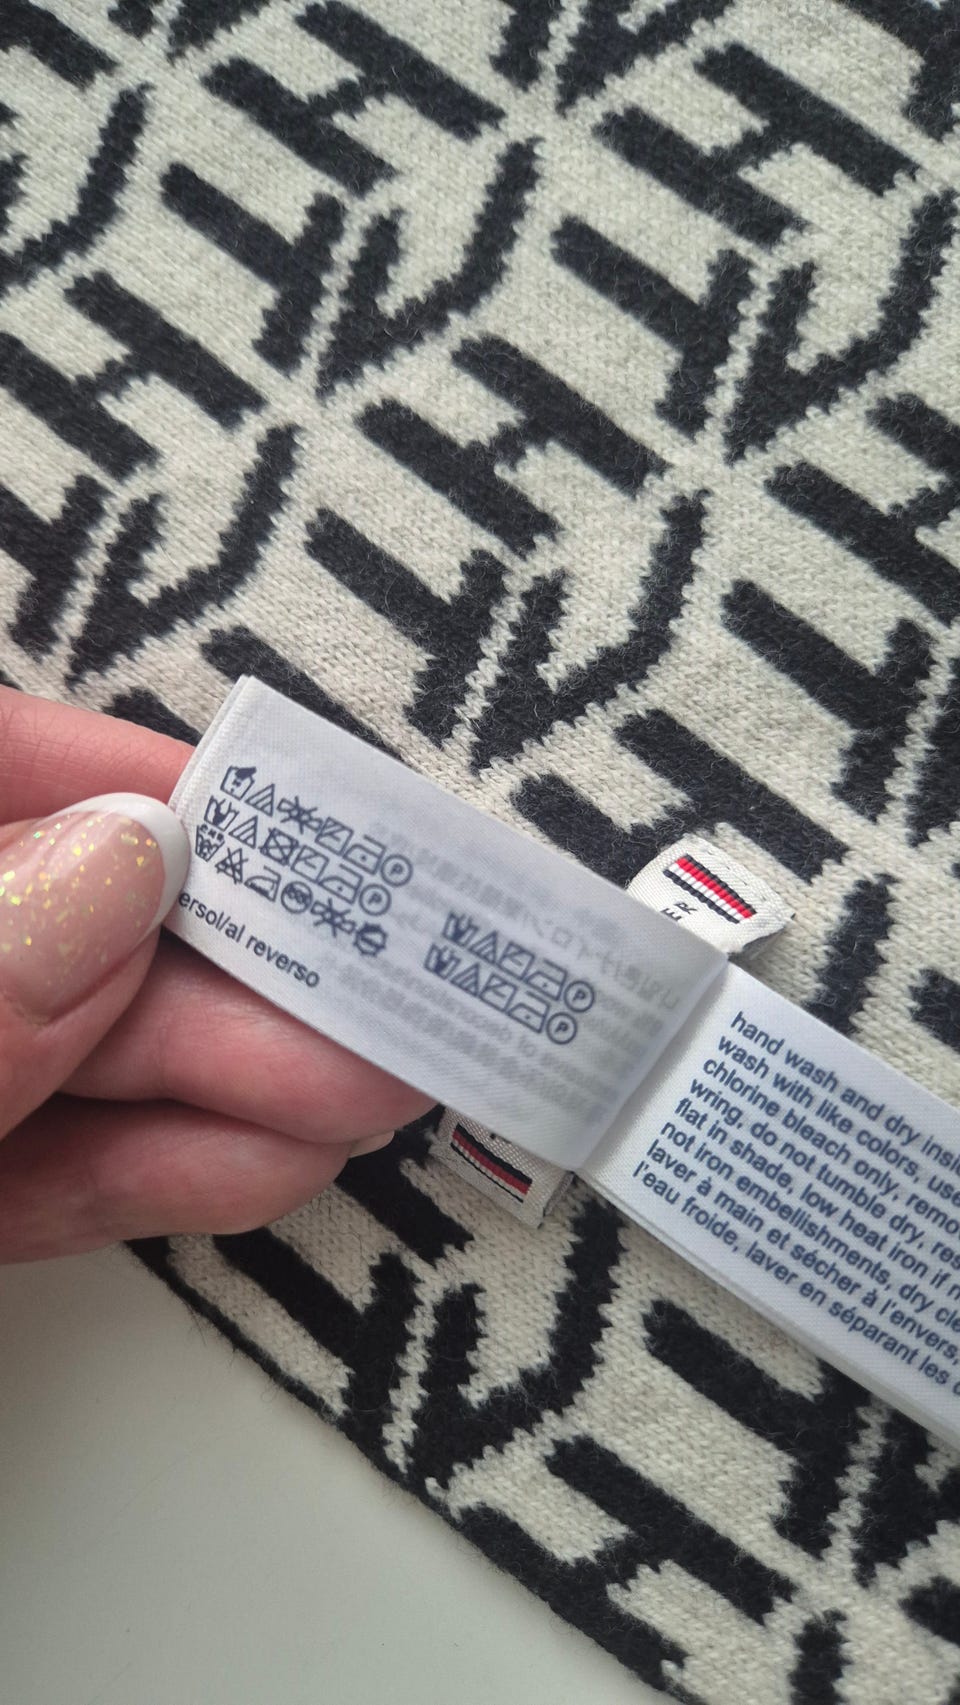 ersol/al reverso
P
P
P
P
E R
hand wash and dry insi
wash with like colors, use
chlorine bleach only, remo
wring, do not tumble dry, res
flat in shade, low heat iron if n
not iron embellishments, dry cle
laver à main et sécher à l'envers,
l'eau froide, laver en séparant les c